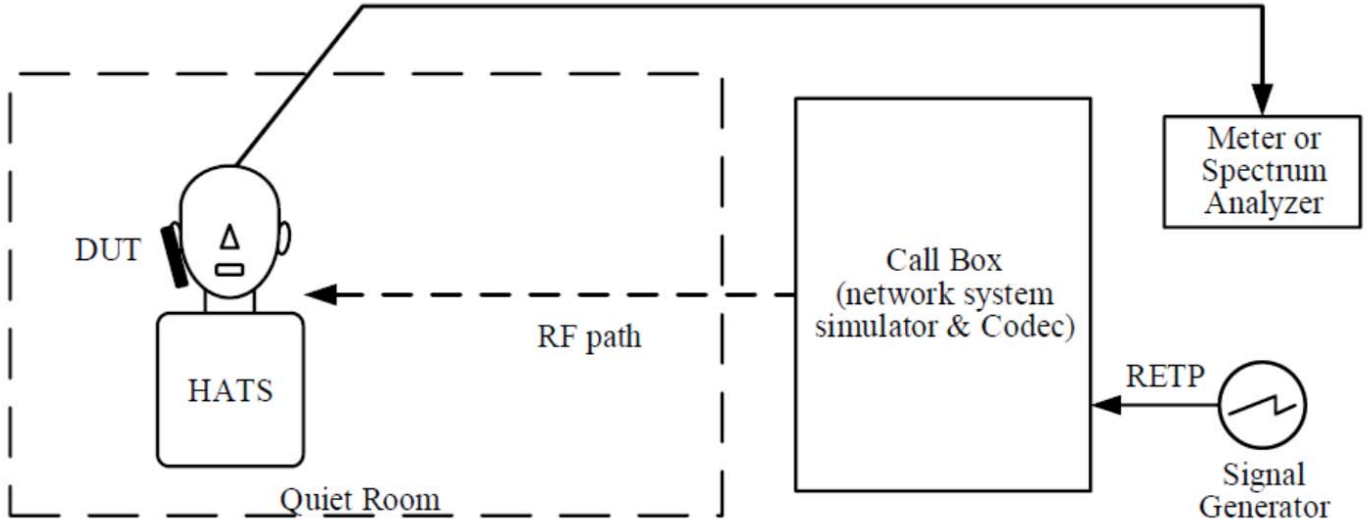 DUT
HATS
Quiet Room
RF path
Call Box
(network system
simulator & Codec)
Meter or
Spectrum
Analyzer
RETP
Signal
Generator